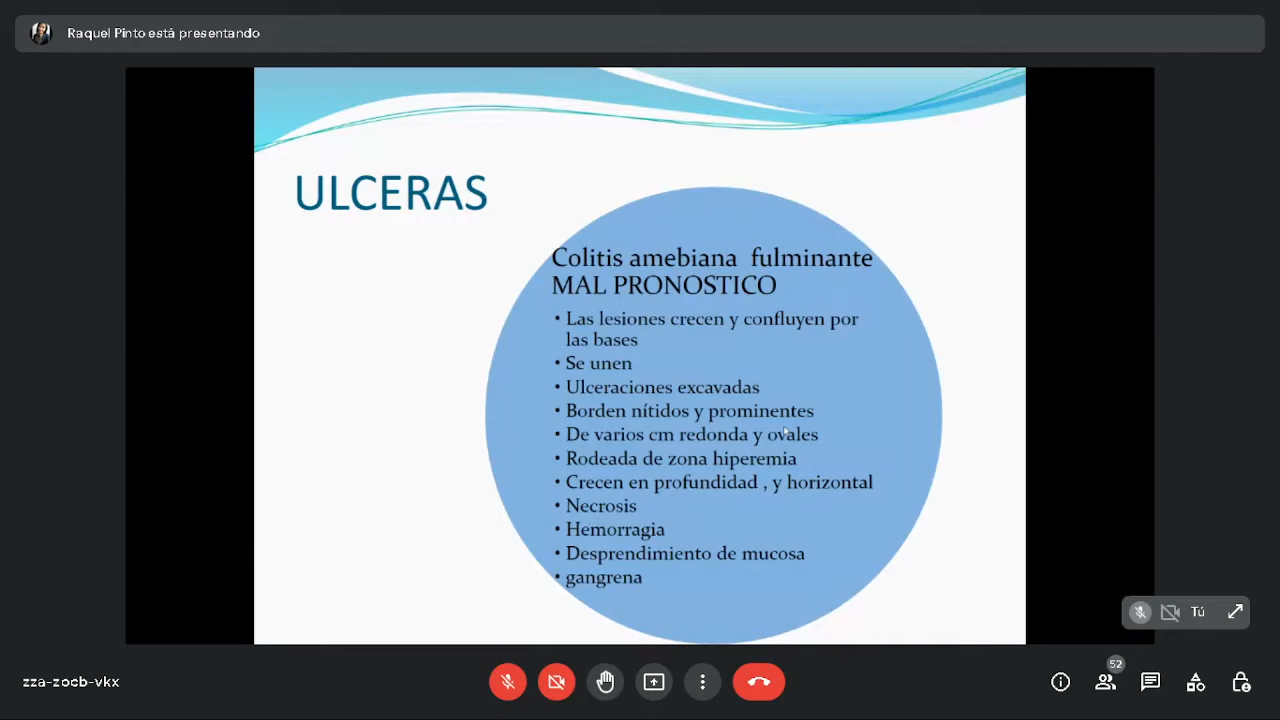 Raquel Pinto está presentando
ULCERAS
Colitis amebiana fulminante
MAL PRONOSTICO
• Las lesiones crecen y confluyen por
las bases
• Se unen
• Ulceraciones excavadas
• Borden nítidos y prominentes
• De varios cm redonda y ovales
• Rodeada de zona hiperemia
• Crecen en profundidad , y horizontal
• Necrosis
• Hemorragia
• Desprendimiento de mucosa
• gangrena
Tú
zza-zocb-vkx
52